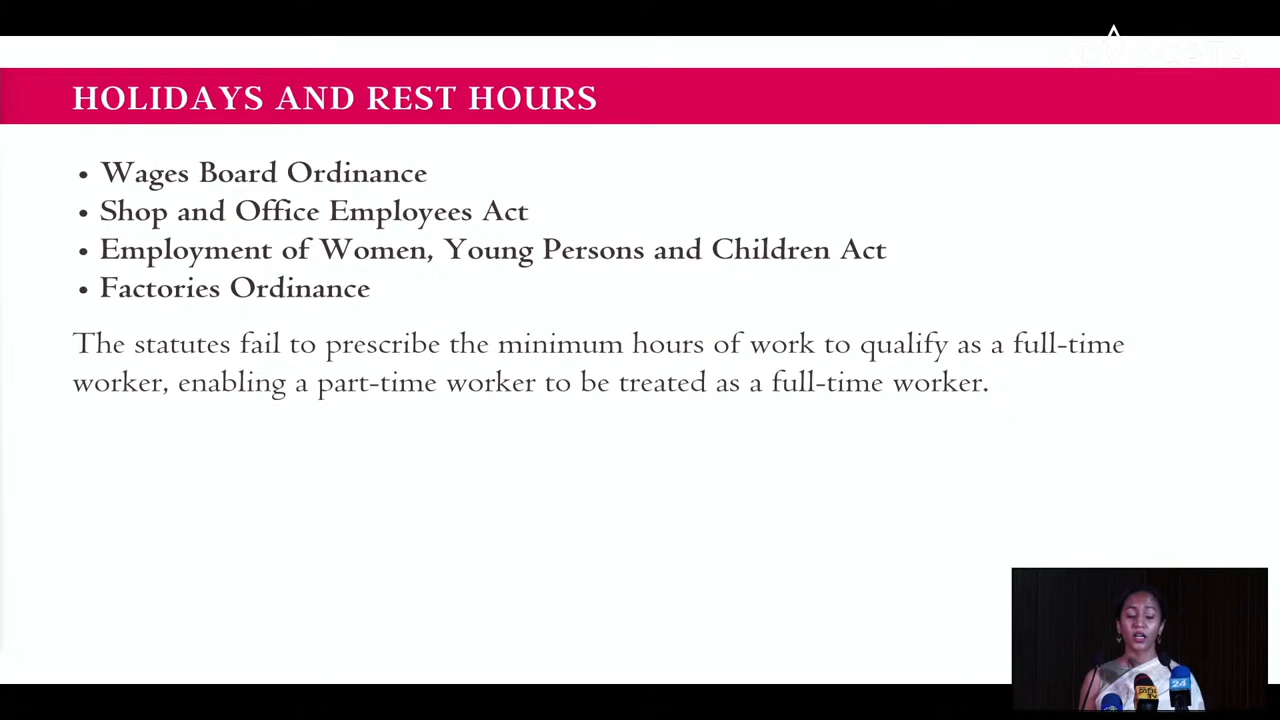 HOLIDAYS AND REST HOURS
• Wages Board Ordinance
• Shop and Office Employees Act
• Employment of Women, Young Persons and Children Act
• Factories Ordinance
The statutes fail to prescribe the minimum hours of work to qualify as a full-time
worker, enabling a part-time worker to be treated as a full-time worker.
24